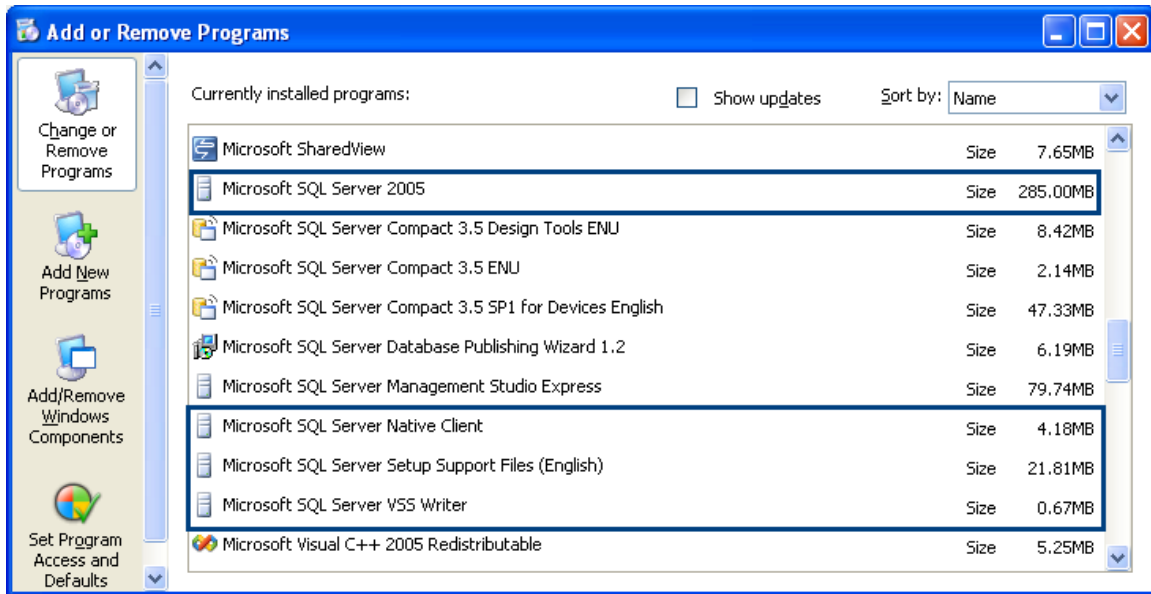 Add or Remove Programs
Change or
Remove
Programs
Add New
Programs
Add/Remove
Windows
Components
Set Program
Access and
Defaults
Currently installed programs:
Show updates
Sort by: Name
Microsoft SharedView Size 7.65MB
Microsoft SQL Server 2005 Size 285.00MB
Microsoft SQL Server Compact 3.5 Design Tools ENU Size 8.42MB
Microsoft SQL Server Compact 3.5 ENU Size 2.14MB
Microsoft SQL Server Compact 3.5 SP1 for Devices English Size 47.33MB
Microsoft SQL Server Database Publishing Wizard 1.2 Size 6.19MB
Microsoft SQL Server Management Studio Express Size 79.74MB
Microsoft SQL Server Native Client Size 4.18MB
Microsoft SQL Server Setup Support Files (English) Size 21.81MB
Microsoft SQL Server VSS Writer Size 0.67MB
Microsoft Visual C++ 2005 Redistributable Size 5.25MB